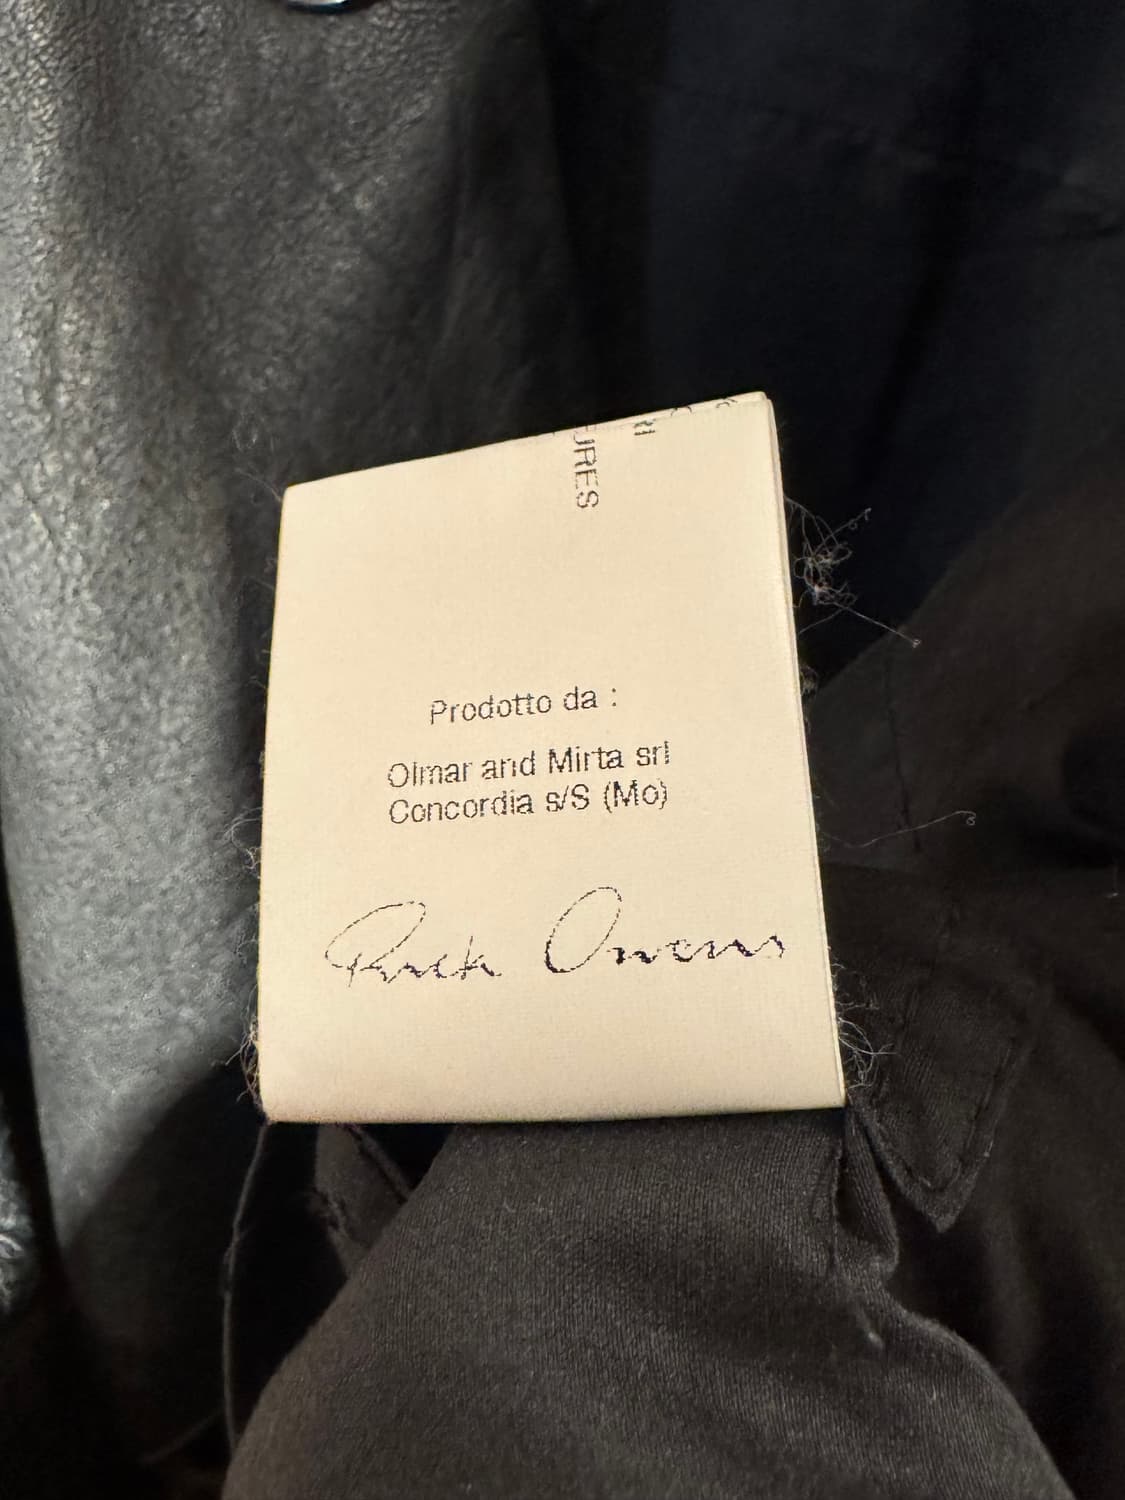 Prodotto da :
Olmar and Mirta srl
Concordia s/S (Mo)
Rick Owens